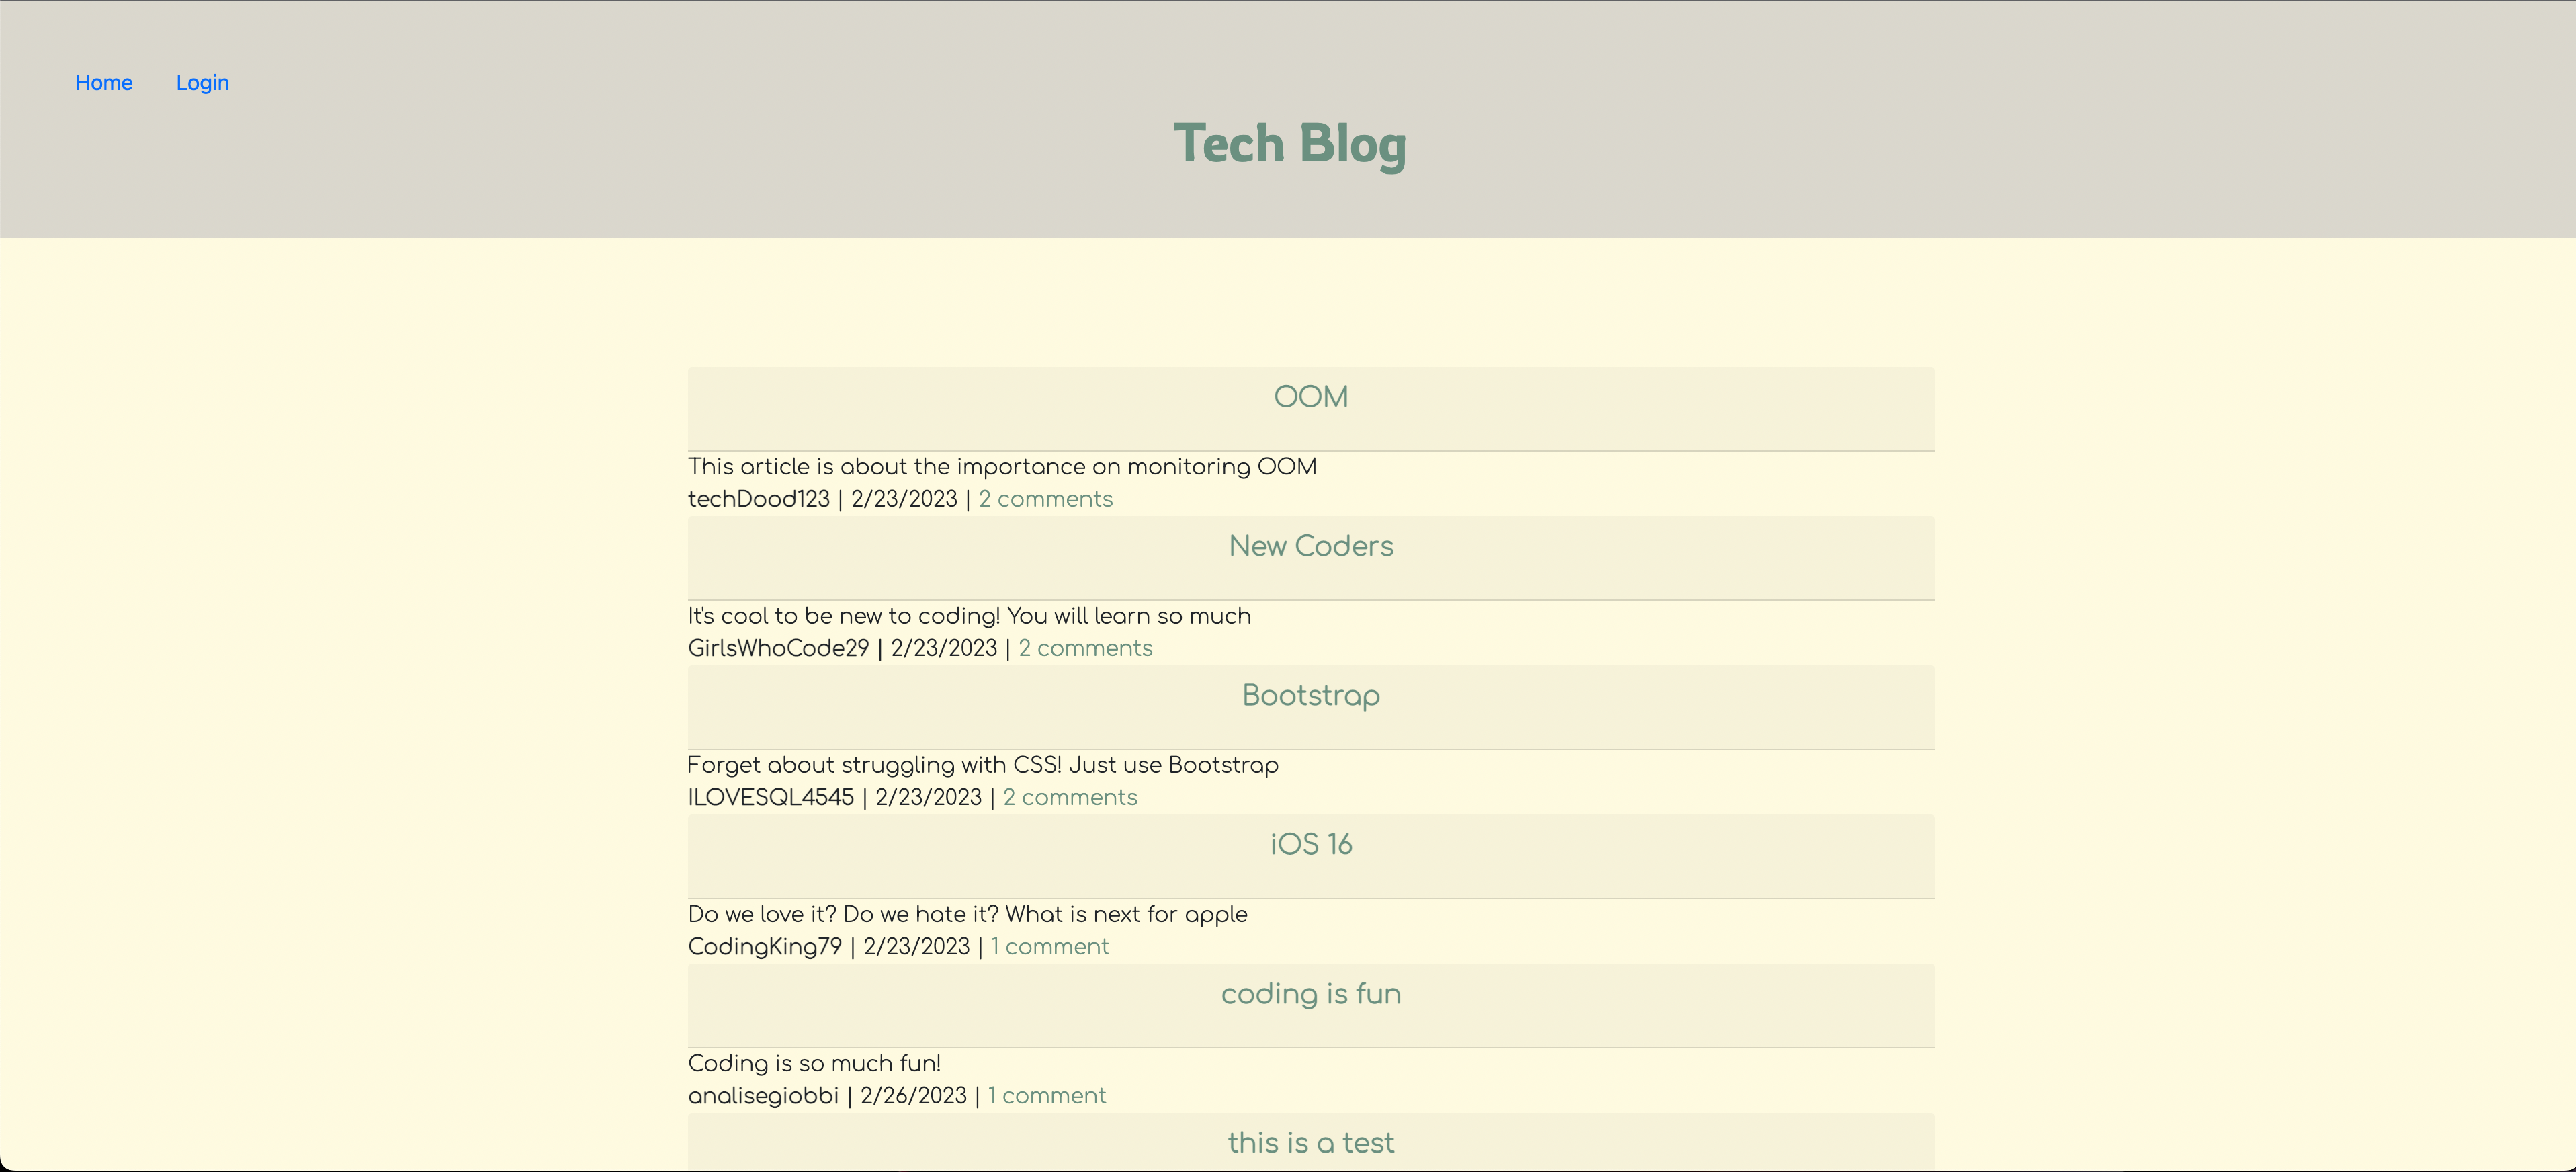 Home Login
Tech Blog
OOM
This article is about the importance on monitoring OOM
techDood123 | 2/23/2023 | 2 comments
New Coders
It's cool to be new to coding! You will learn so much
GirlsWhoCode29 | 2/23/2023 | 2 comments
Bootstrap
Forget about struggling with CSS! Just use Bootstrap
ILOVESQL4545 | 2/23/2023 | 2 comments
iOS 16
Do we love it? Do we hate it? What is next for apple
CodingKing79 | 2/23/2023 | 1 comment
coding is fun
Coding is so much fun!
analisegiobbi | 2/26/2023 | 1 comment
this is a test